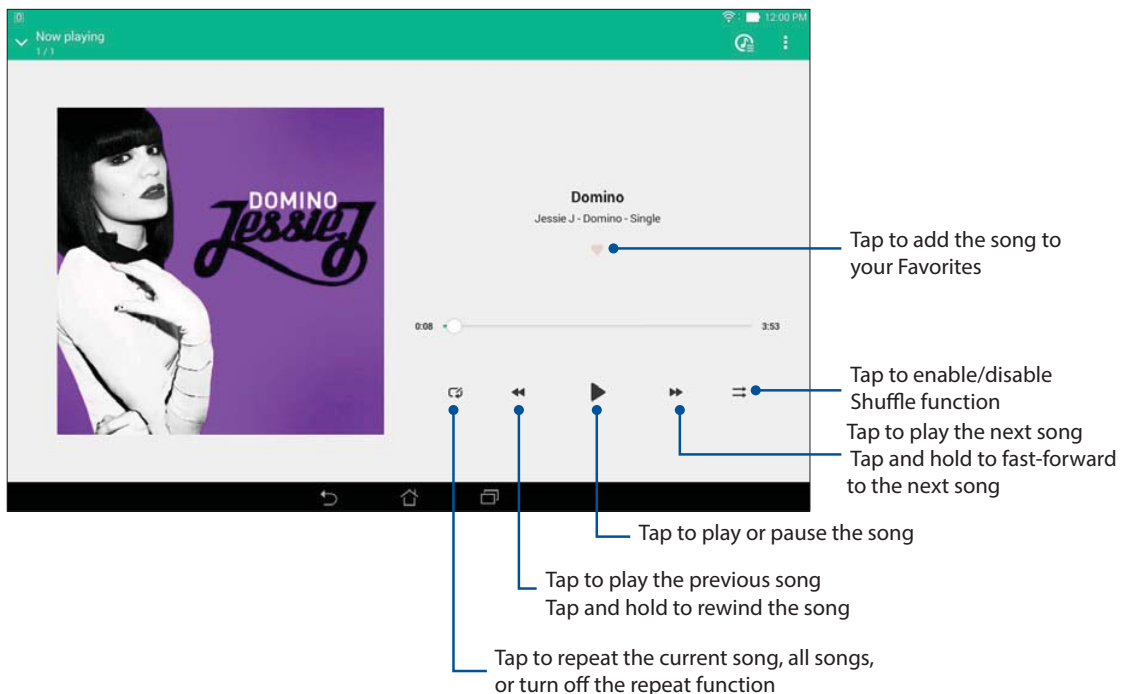 12:00 PM
Now playing
1 / 1
DOMINO
Jessie J
Domino
Jessie J - Domino - Single
Tap to add the song to
your Favorites
0:08
3:53
Tap to enable/disable
Shuffle function
Tap to play the next song
Tap and hold to fast-forward
to the next song
Tap to play or pause the song
Tap to play the previous song
Tap and hold to rewind the song
Tap to repeat the current song, all songs,
or turn off the repeat function